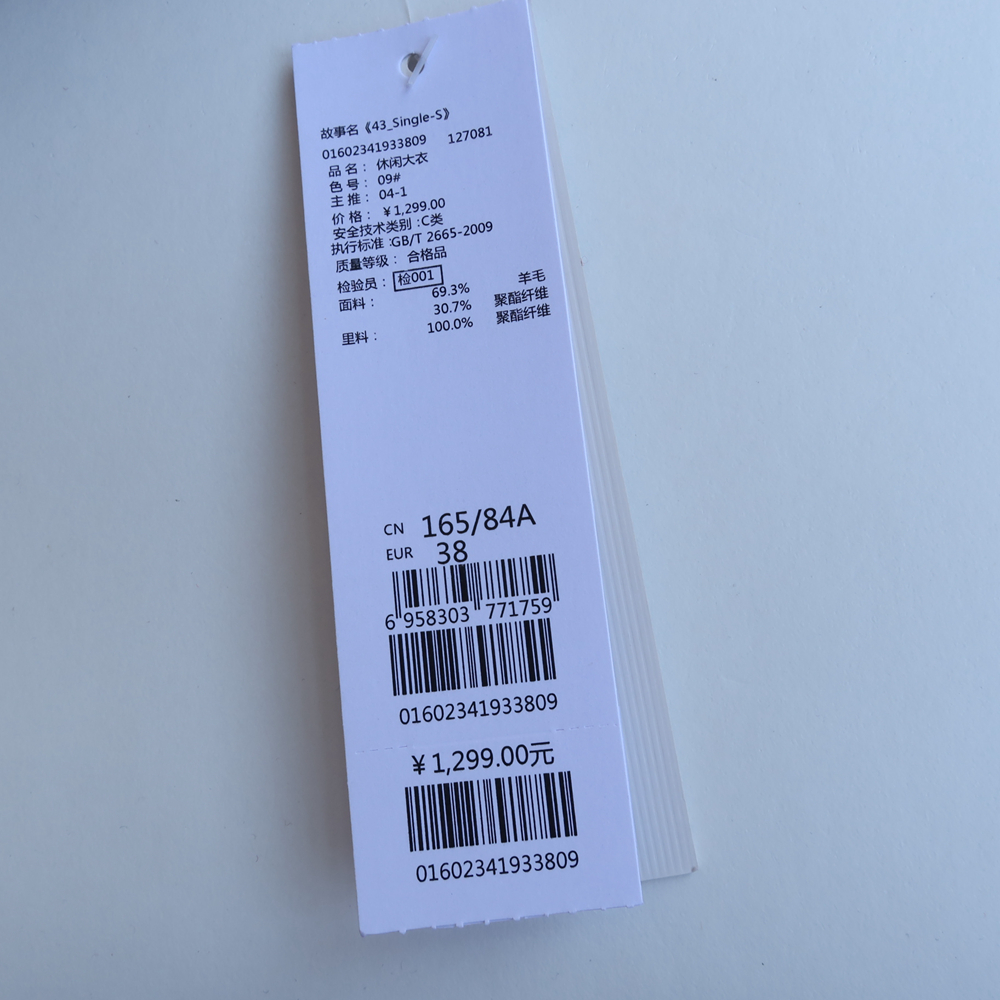 故事名《43_Single-S》
01602341933809 127081
品 名： 休闲大衣
色 号： 09#
主 推： 04-1
价 格： ￥1,299.00
安全技术类别 :C类
执行标准 :GB/T 2665-2009
质量等级： 合格品
检验员： 检001
面料： 69.3% 羊毛
30.7% 聚酯纤维
里料： 100.0% 聚酯纤维
CN 165/84A
EUR 38
6 958303 771759
01602341933809
￥1,299.00元
01602341933809